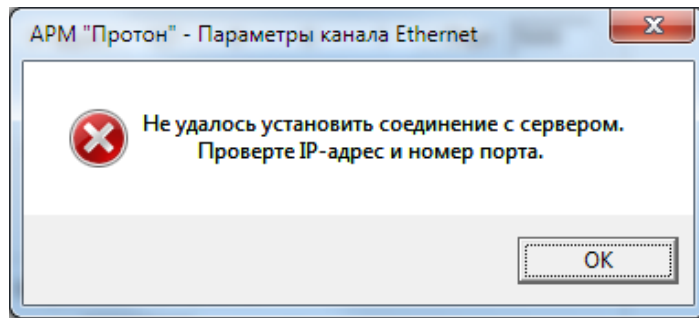 АРМ "Протон" - Параметры канала Ethernet
Не удалось установить соединение с сервером.
Проверте IP-адрес и номер порта.
OK